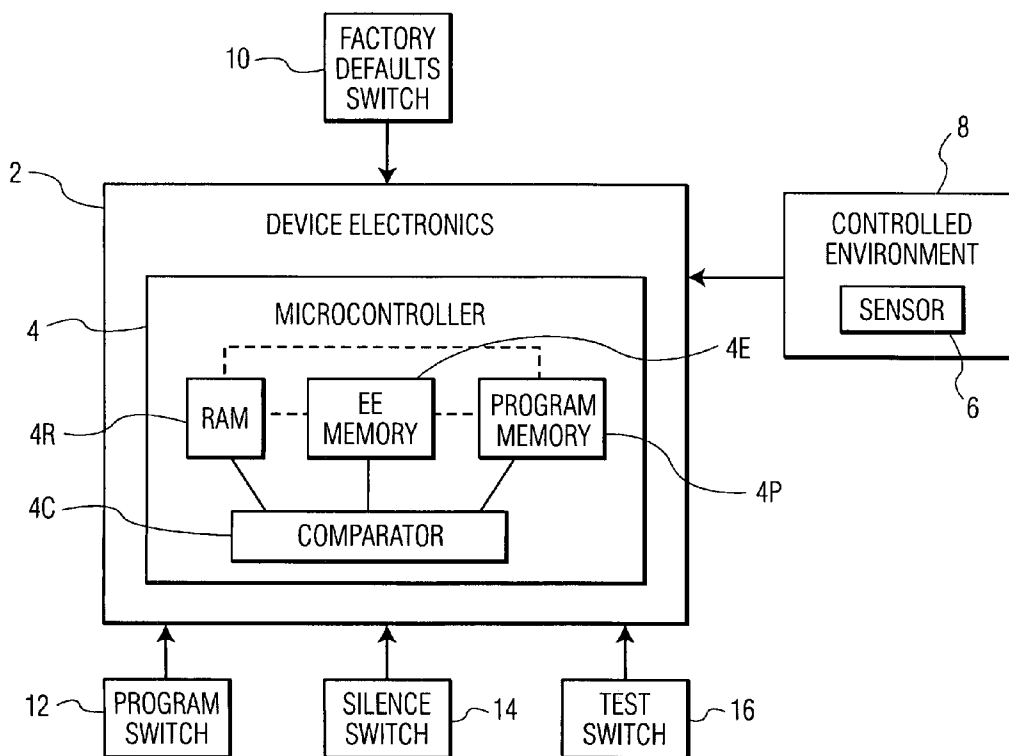 FACTORY
DEFAULTS
SWITCH
10
8
2
DEVICE ELECTRONICS
CONTROLLED
ENVIRONMENT
SENSOR
6
4
MICROCONTROLLER
4E
RAM
EE
MEMORY
PROGRAM
MEMORY
4R
4P
4C
COMPARATOR
12
PROGRAM
SWITCH
SILENCE
SWITCH
14
TEST
SWITCH
16